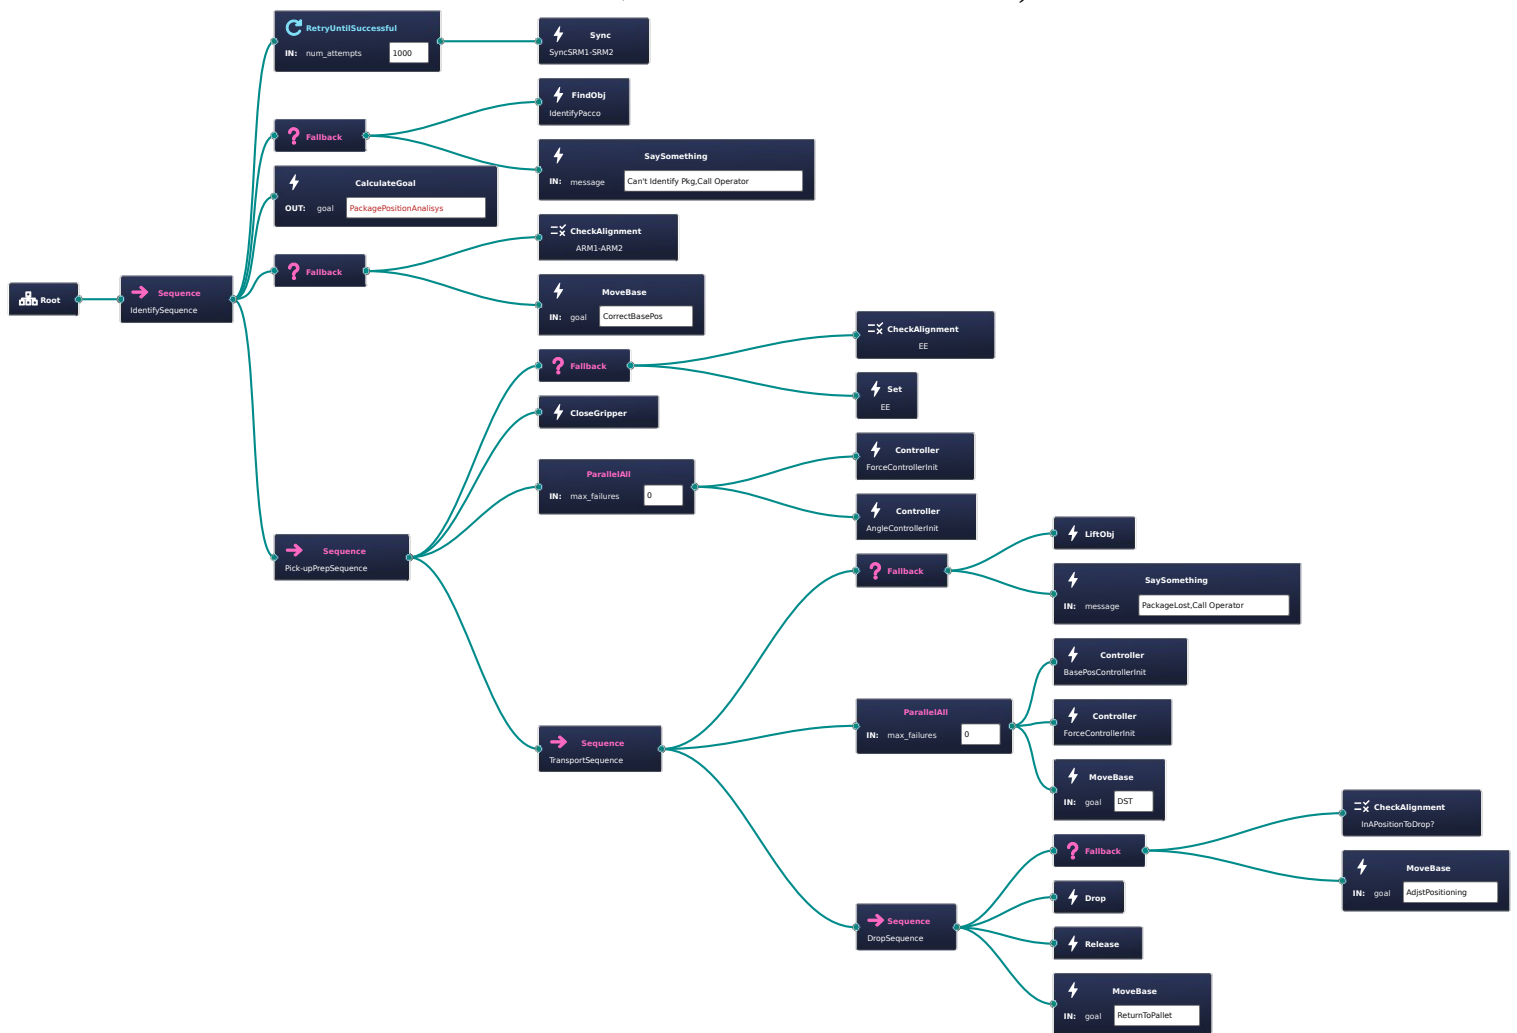 RetryUntilSuccessful
IN: num_attempts 1000
Sync
SyncSRM1-SRM2
FindObj
IdentifyPacco
Fallback
SaySomething
IN: message Can't Identify Pkg,Call Operator
CalculateGoal
OUT: goal PackagePositionAnalisys
CheckAlignment
ARM1-ARM2
Fallback
MoveBase
IN: goal CorrectBasePos
Root
Sequence
IdentifySequence
CheckAlignment
EE
Fallback
Set
EE
CloseGripper
Controller
ForceControllerInit
ParallelAll
IN: max_failures 0
Controller
AngleControllerInit
Sequence
Pick-upPrepSequence
LiftObj
Fallback
SaySomething
IN: message PackageLost,Call Operator
Controller
BasePosControllerInit
ParallelAll
IN: max_failures 0
Controller
ForceControllerInit
Sequence
TransportSequence
MoveBase
IN: goal DST
CheckAlignment
InAPositionToDrop?
Fallback
MoveBase
IN: goal AdjstPositioning
Drop
Sequence
DropSequence
Release
MoveBase
IN: goal ReturnToPallet